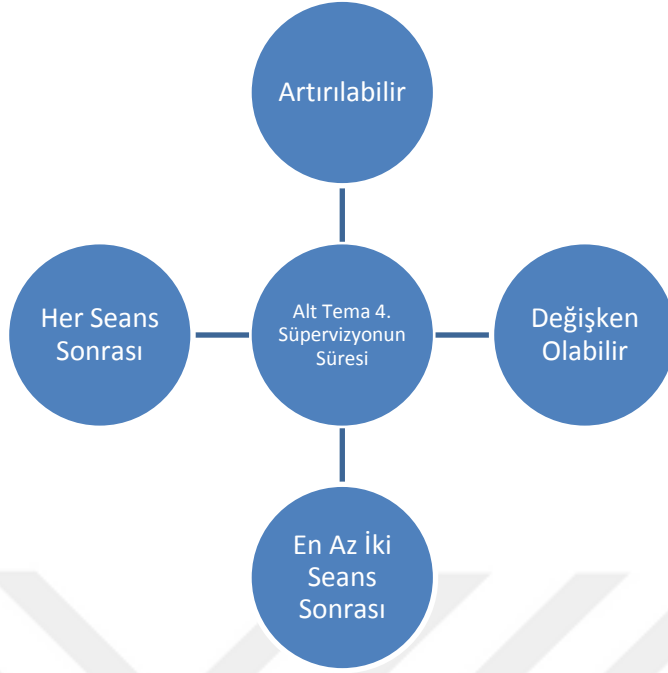 Artırılabilir
Her Seans
Sonrası
Alt Tema 4.
Süpervizyonun
Süresi
Değişken
Olabilir
En Az İki
Seans
Sonrası